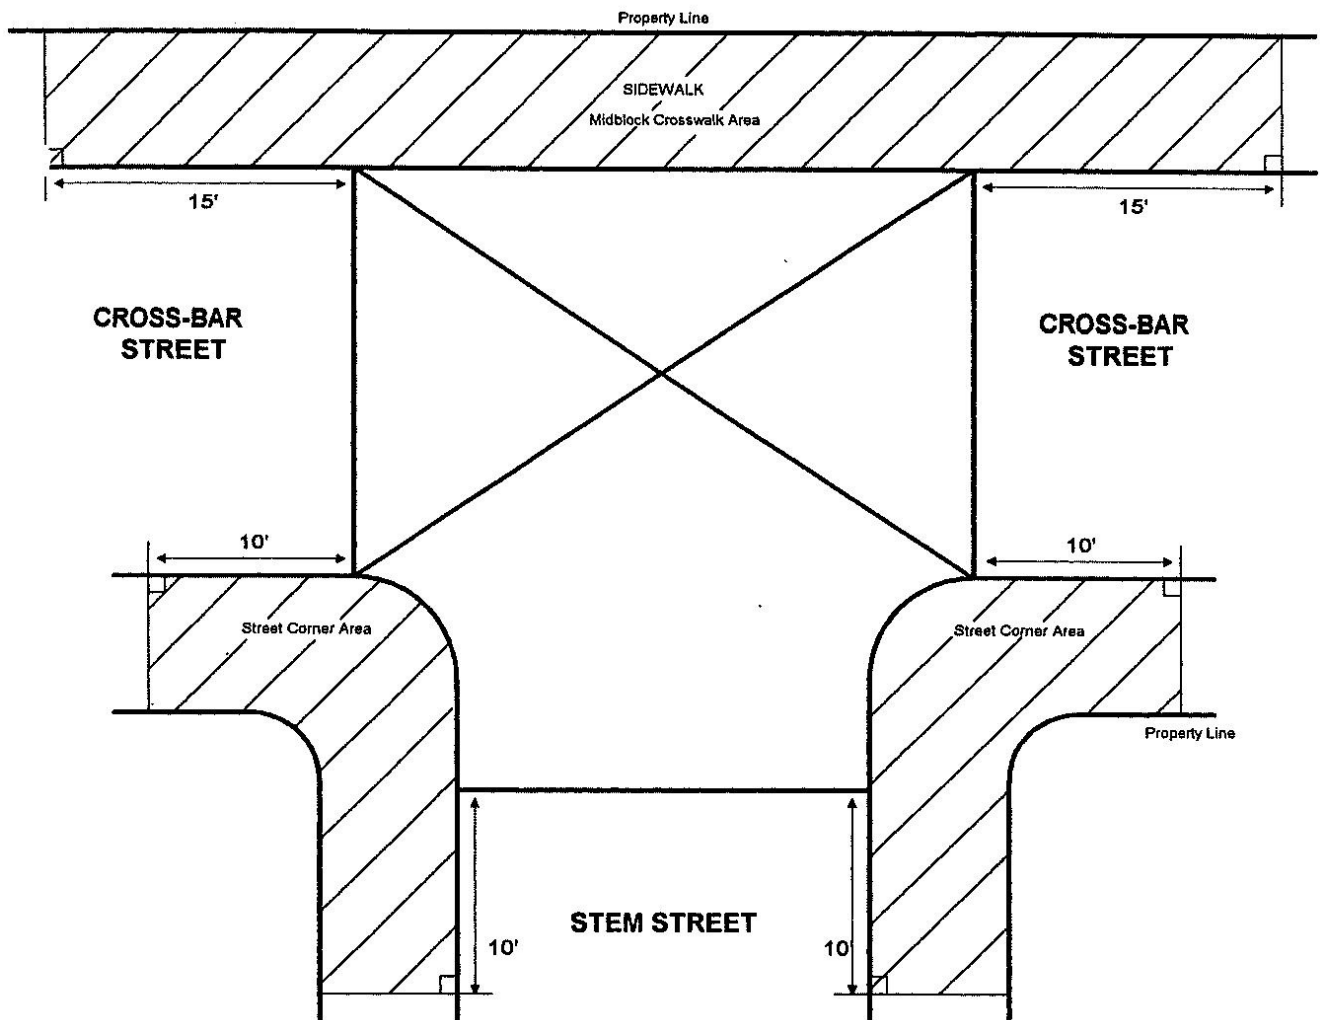 Property Line
SIDEWALK
Midblock Crosswalk Area
15'
15'
CROSS-BAR
STREET
CROSS-BAR
STREET
10'
10'
Street Corner Area
Street Corner Area
Property Line
STEM STREET
10'
10'